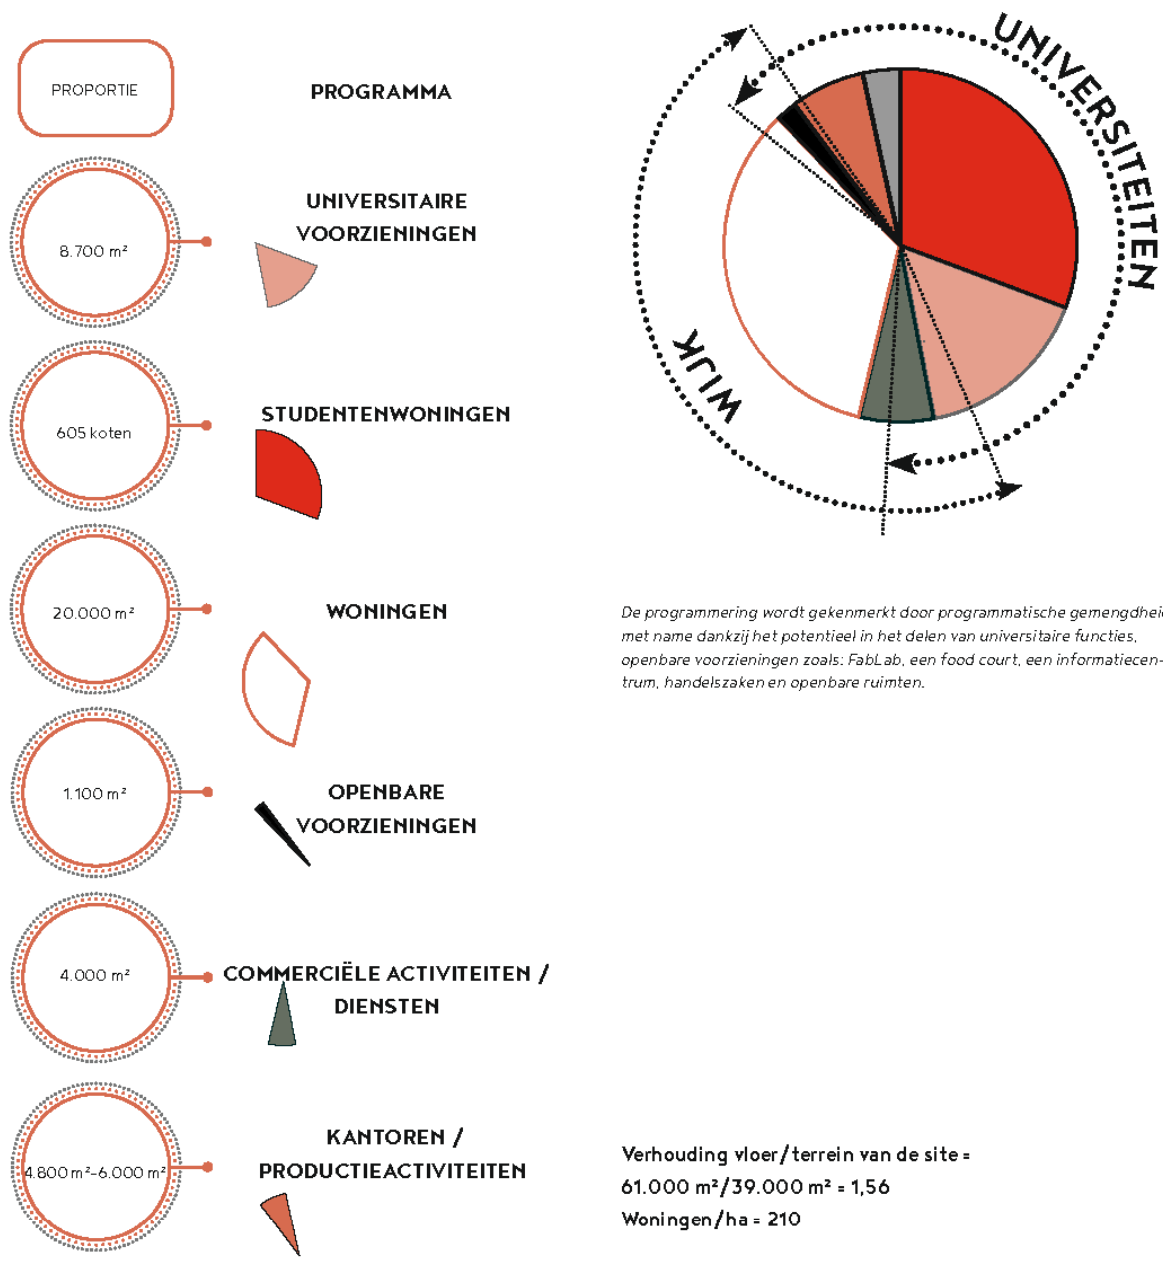 PROPORTIE
PROGRAMMA
8.700 m²
UNIVERSITAIRE
VOORZIENINGEN
605 koten
STUDENTENWONINGEN
20.000 m²
WONINGEN
1.100 m²
OPENBARE
VOORZIENINGEN
4.000 m²
COMMERCIËLE ACTIVITEITEN /
DIENSTEN
4.800 m²-6.000 m²
KANTOREN /
PRODUCTIEACTIVITEITEN
UNIVERSITEITEN
WIJK
De programmering wordt gekenmerkt door programmatische gemengdhei
met name dankzij het potentieel in het delen van universitaire functies,
openbare voorzieningen zoals: FabLab, een food court, een informatiecen-
trum, handelszaken en openbare ruimten.
Verhouding vloer/terrein van de site =
61.000 m²/39.000 m² = 1,56
Woningen/ha = 210